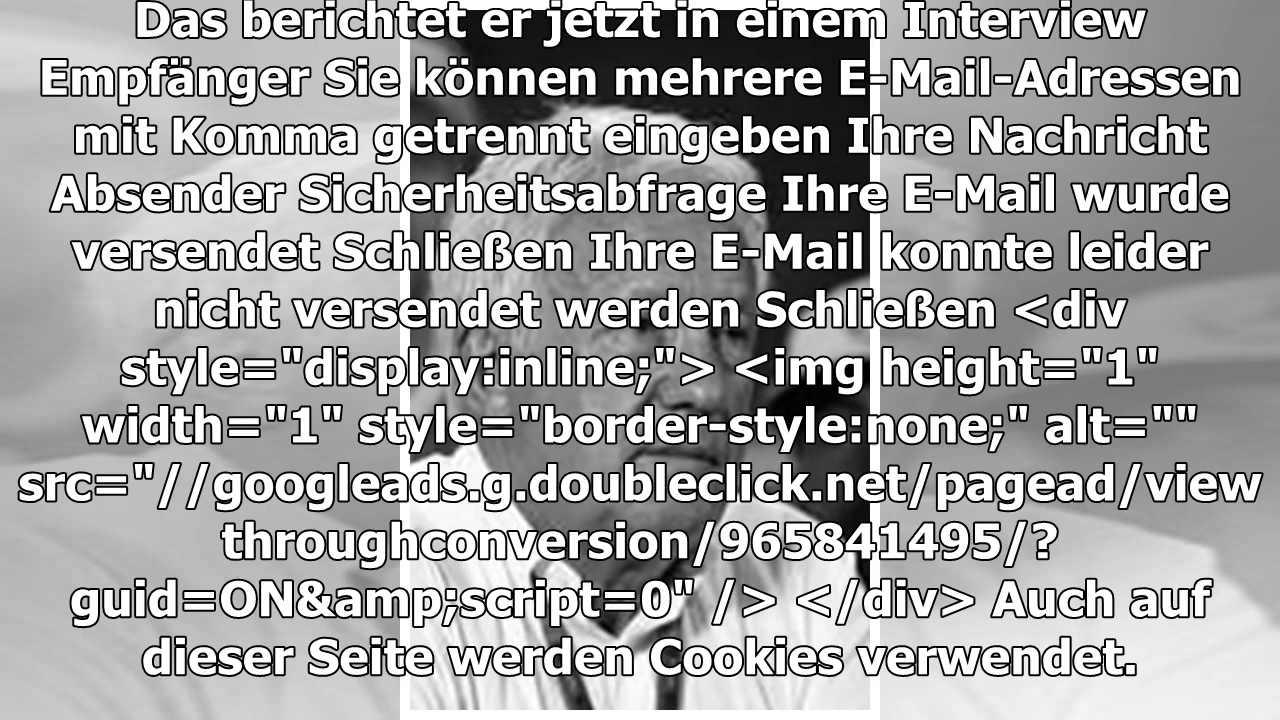 Das berichtet er jetzt in einem Interview
Empfänger Sie können mehrere E-Mail-Adressen
mit Komma getrennt eingeben Ihre Nachricht
Absender Sicherheitsabfrage Ihre E-Mail wurde
versendet Schließen Ihre E-Mail konnte leider
nicht versendet werden Schließen <div
style="display:inline;"> <img height="1"
width="1" style="border-style:none;" alt=""
src="//googleads.g.doubleclick.net/pagead/view
throughconversion/965841495/?
guid=ON&amp;script=0" /> </div> Auch auf
dieser Seite werden Cookies verwendet.